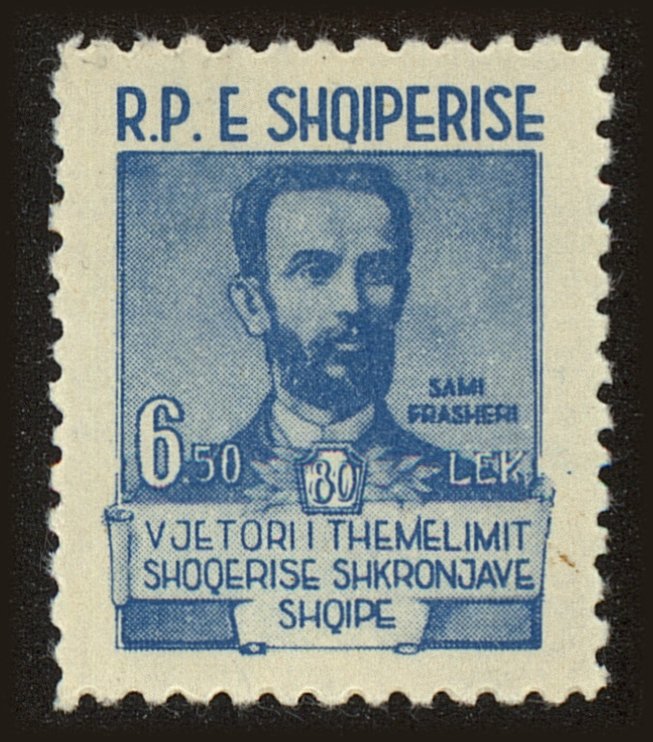 R.P. E SHQIPERISE
SAMI
FRASHERI
6.50
LEK
80
VJETORI I THEMELIMIT
SHOQERISE SHKRONJAVE
SHQIPE